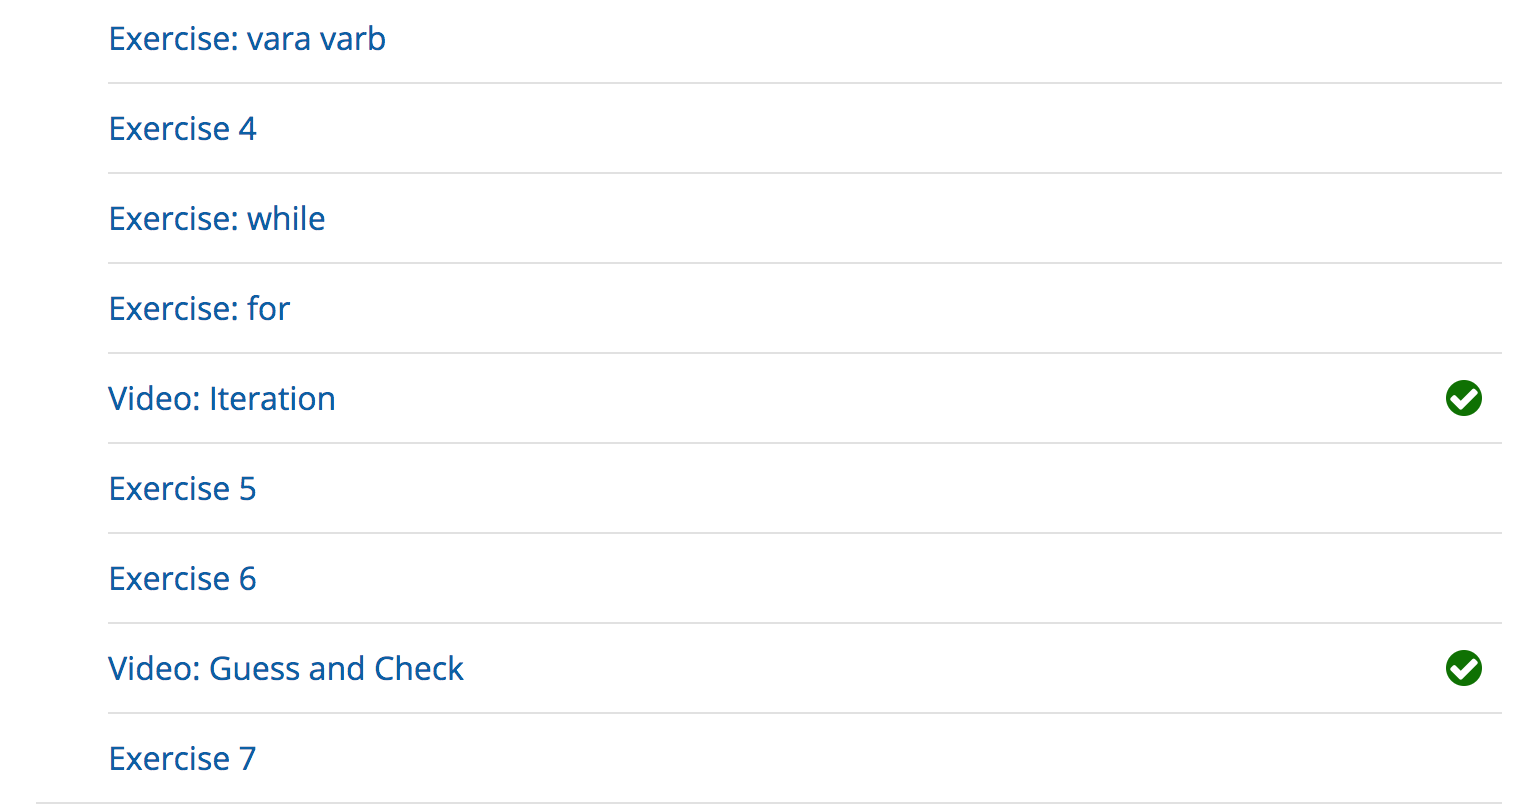 Exercise: vara varb
Exercise 4
Exercise: while
Exercise: for
Video: Iteration
Exercise 5
Exercise 6
Video: Guess and Check
Exercise 7